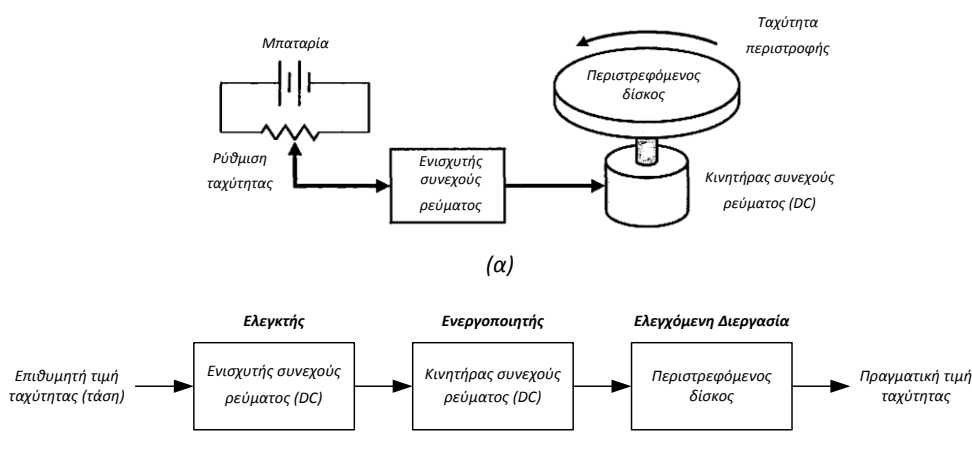 Ταχύτητα
περιστροφής
Μπαταρία
Περιστρεφόμενος
δίσκος
Ρύθμιση
ταχύτητας
Ενισχυτής
συνεχούς
ρεύματος
Κινητήρας συνεχούς
ρεύματος (DC)
(α)
Ελεγκτής
Ενεργοποιητής
Ελεγχόμενη Διεργασία
Επιθυμητή τιμή
ταχύτητας (τάση)
Ενισχυτής συνεχούς
ρεύματος (DC)
Κινητήρας συνεχούς
ρεύματος (DC)
Περιστρεφόμενος
δίσκος
Πραγματική τιμή
ταχύτητας